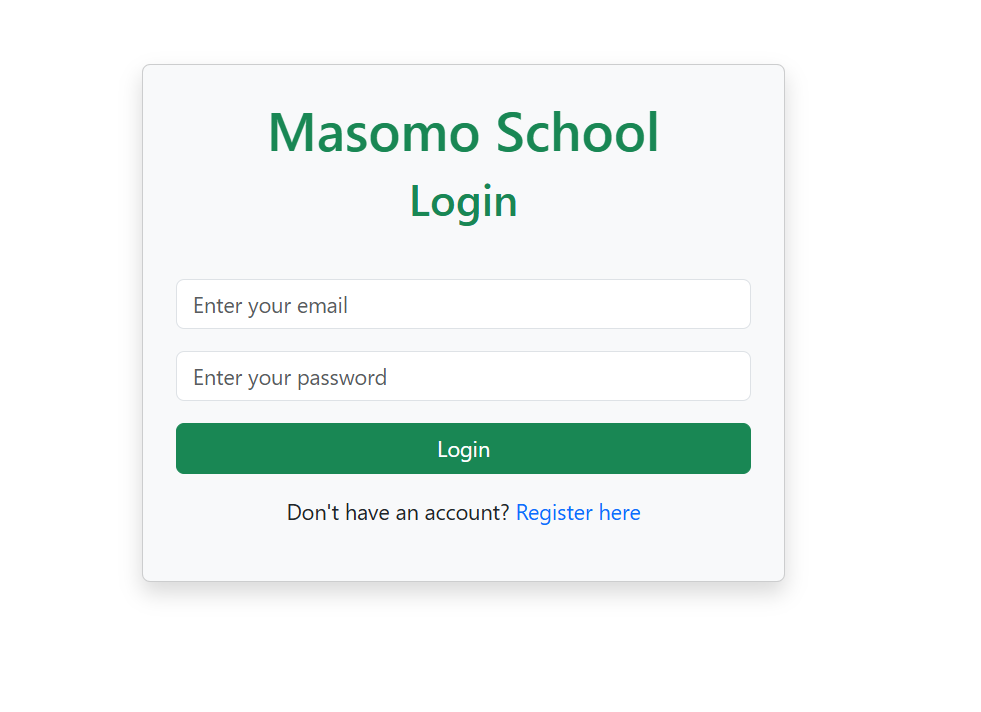 Masomo School
Login
Enter your email
Enter your password
Login
Don't have an account? Register here